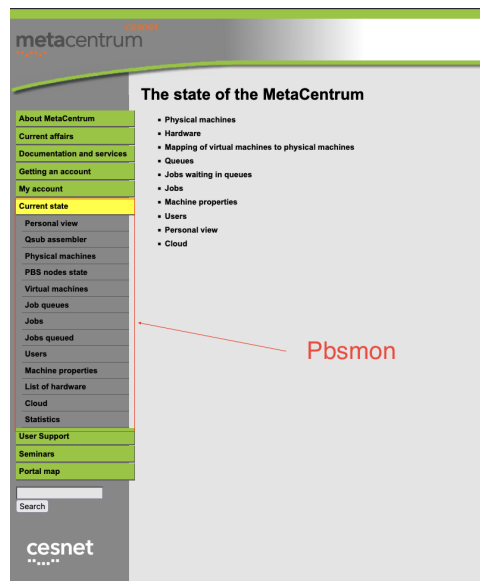 cesnet
metacentrum
The state of the MetaCentrum
About MetaCentrum
Current affairs
Documentation and services
Getting an account
My account
Current state
Personal view
Qsub assembler
Physical machines
PBS nodes state
Virtual machines
Job queues
Jobs
Jobs queued
Users
Machine properties
List of hardware
Cloud
Statistics
User Support
Seminars
Portal map
Search
cesnet
Physical machines
Hardware
Mapping of virtual machines to physical machines
Queues
Jobs waiting in queues
Jobs
Machine properties
Users
Personal view
Cloud
Pbsmon